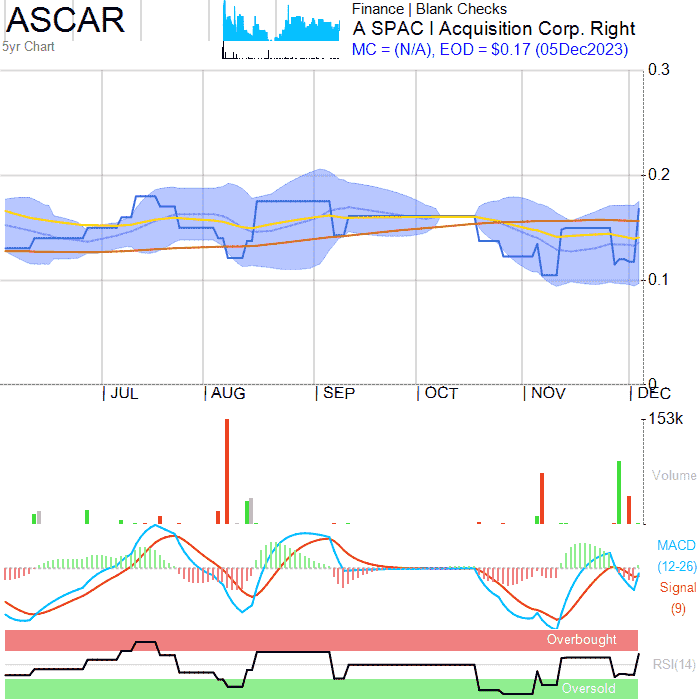 ASCAR
5yr Chart
Finance | Blank Checks
A SPAC I Acquisition Corp. Right
MC = (N/A), EOD = $0.17 (05Dec2023)
0.3
0.2
0.1
0
JUL
AUG
SEP
OCT
NOV
DEC
153k
Volume
MACD
(12-26)
Signal
(9)
Overbought
RSI(14)
Oversold